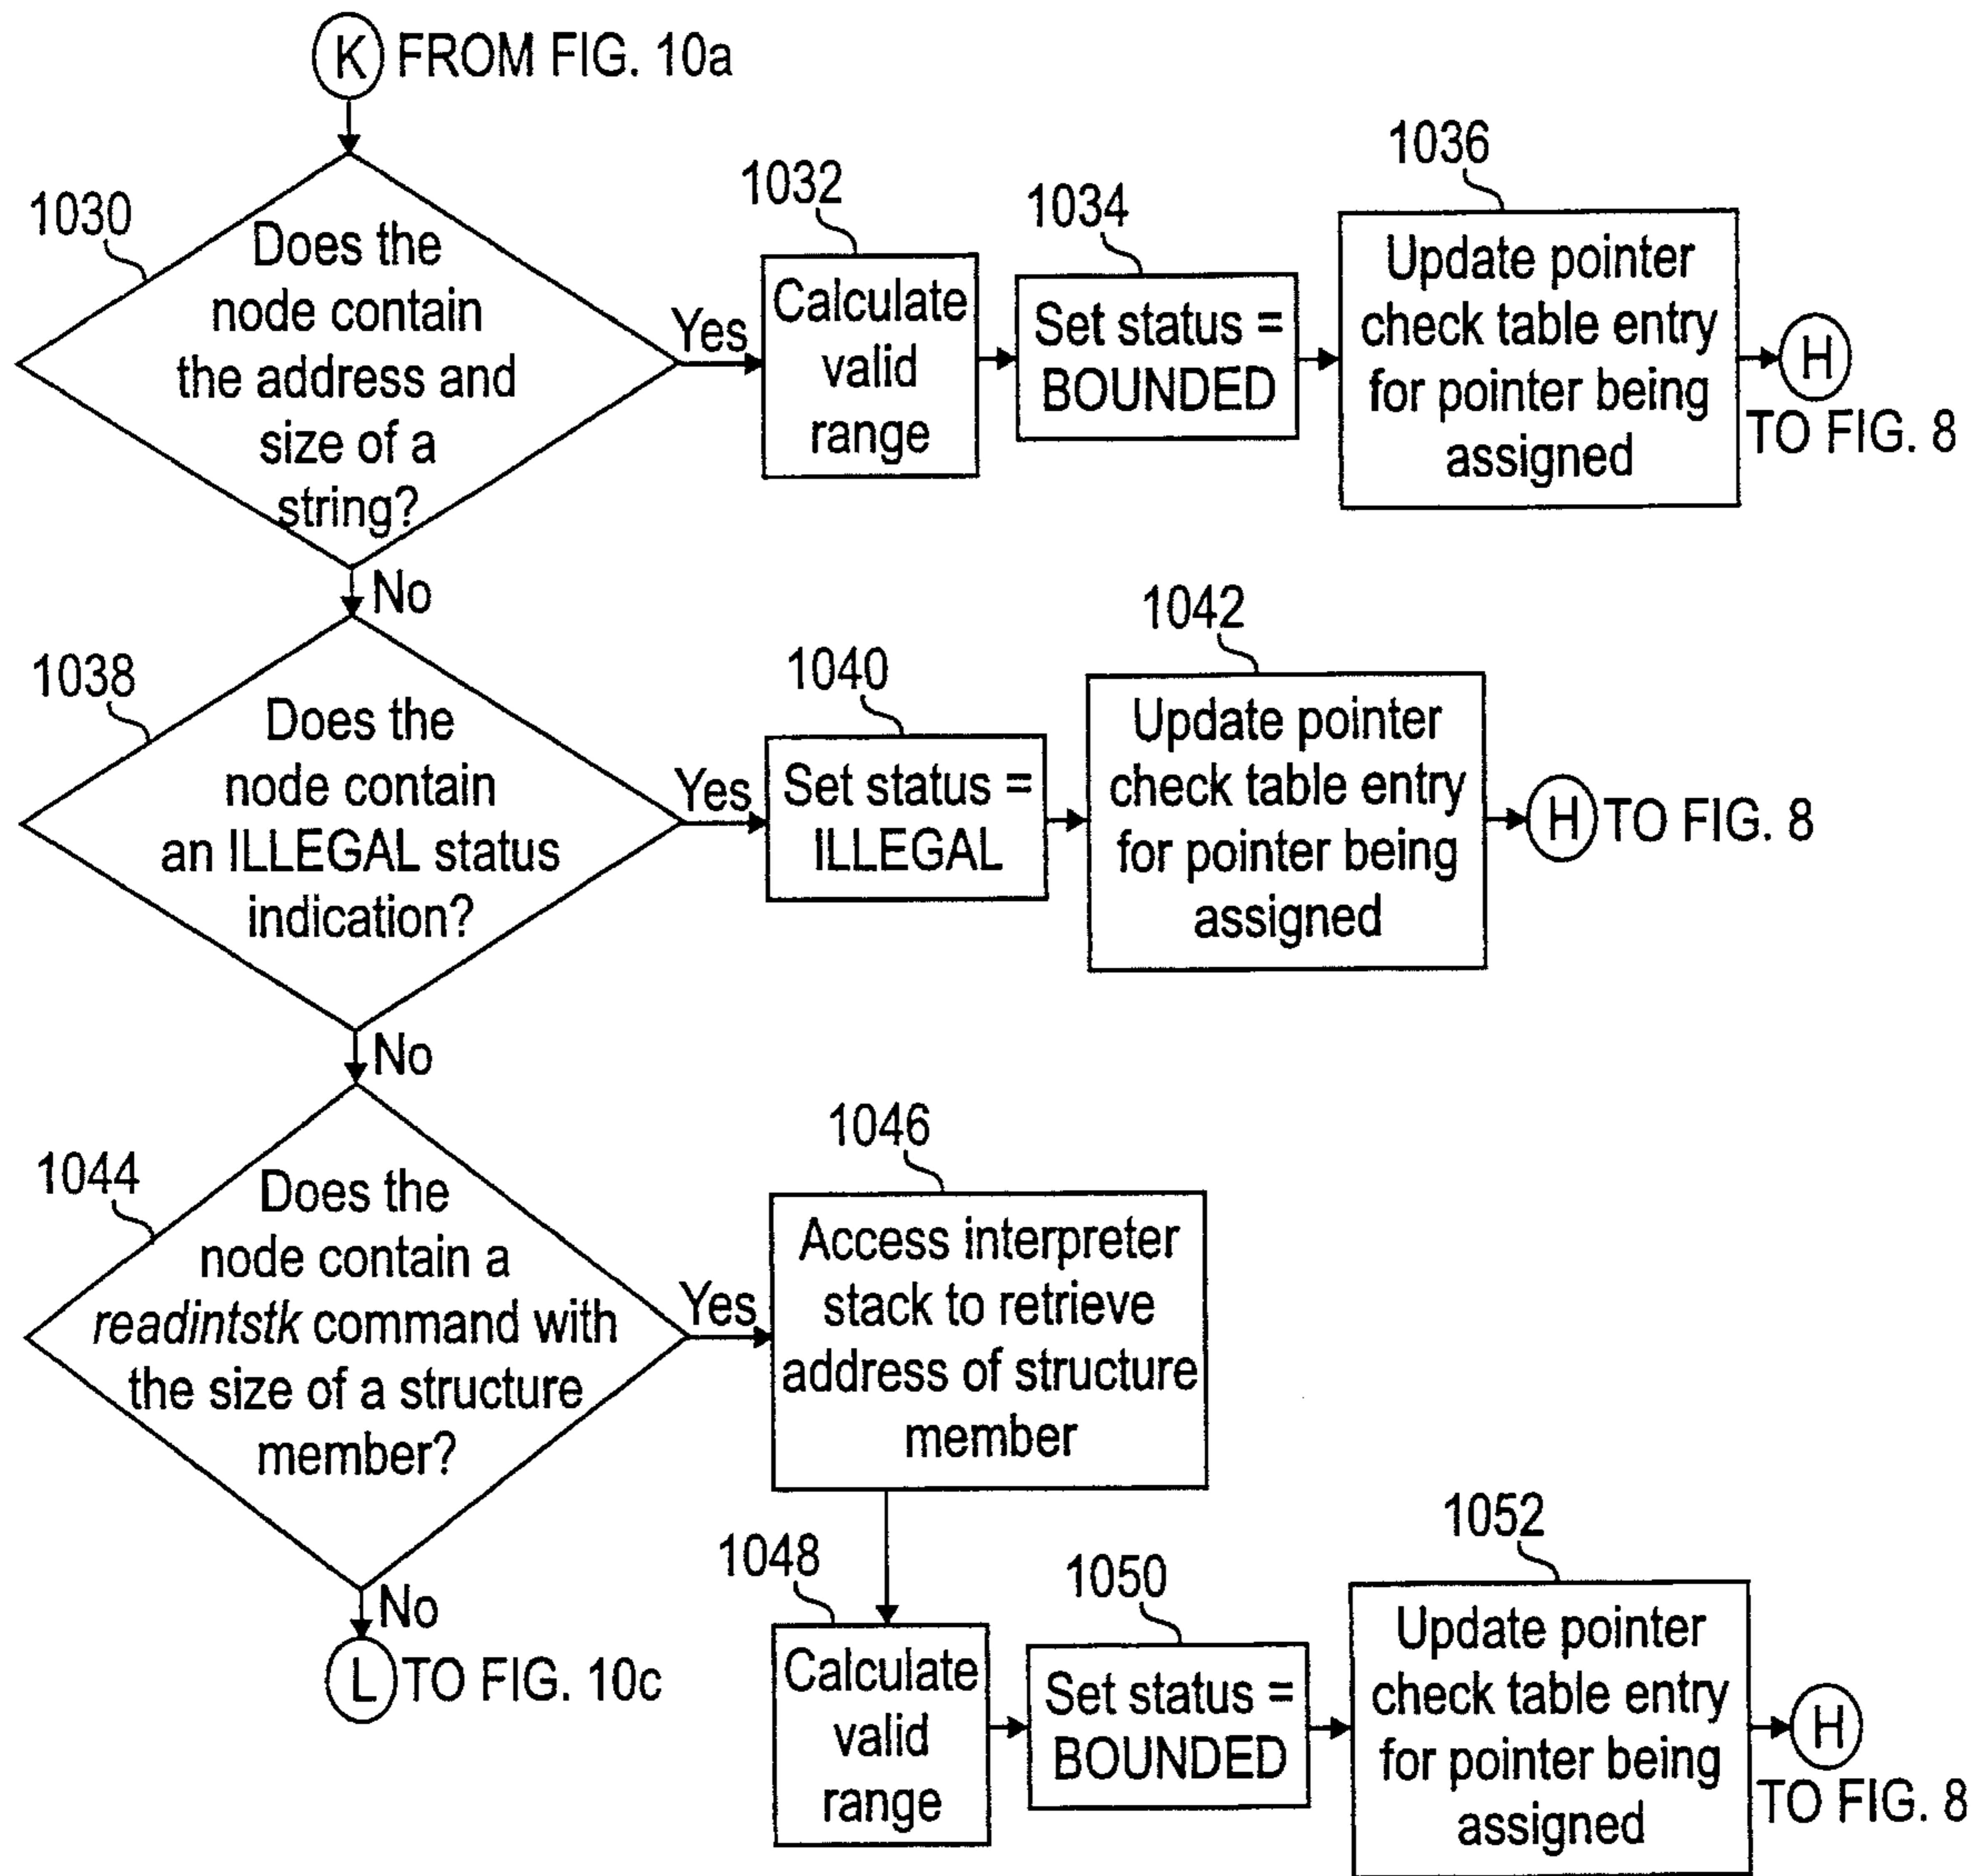 K FROM FIG. 10a
1030
Does the
node contain
the address and
size of a
string?
Yes
1032
Calculate
valid
range
1034
Set status =
BOUNDED
1036
Update pointer
check table entry
for pointer being
assigned
H
TO FIG. 8
No
1038
Does the
node contain
an ILLEGAL status
indication?
Yes
1040
Set status =
ILLEGAL
1042
Update pointer
check table entry
for pointer being
assigned
H TO FIG. 8
No
1044
Does the
node contain a
readintstk command with
the size of a structure
member?
Yes
1046
Access interpreter
stack to retrieve
address of structure
member
1048
Calculate
valid
range
1050
Set status =
BOUNDED
1052
Update pointer
check table entry
for pointer being
assigned
H
TO FIG. 8
No
L TO FIG. 10c